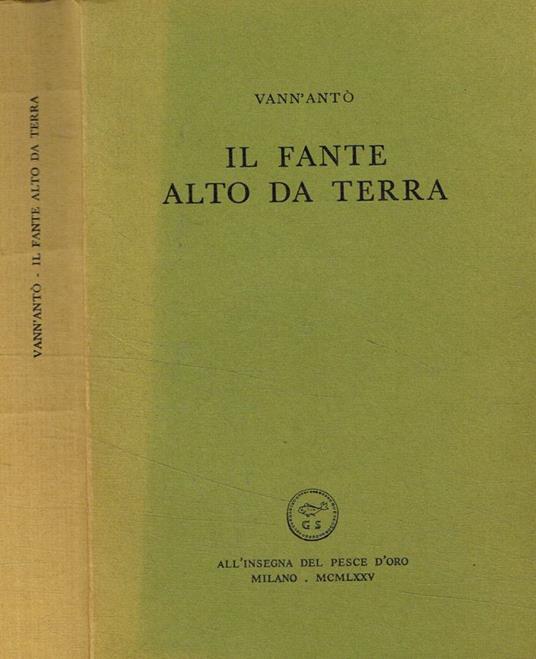 VANN'ANTÒ - IL FANTE ALTO DA TERRA
VANN'ANTÒ
IL FANTE
ALTO DA TERRA
G S
ALL'INSEGNA DEL PESCE D'ORO
MILANO . MCMLXXV